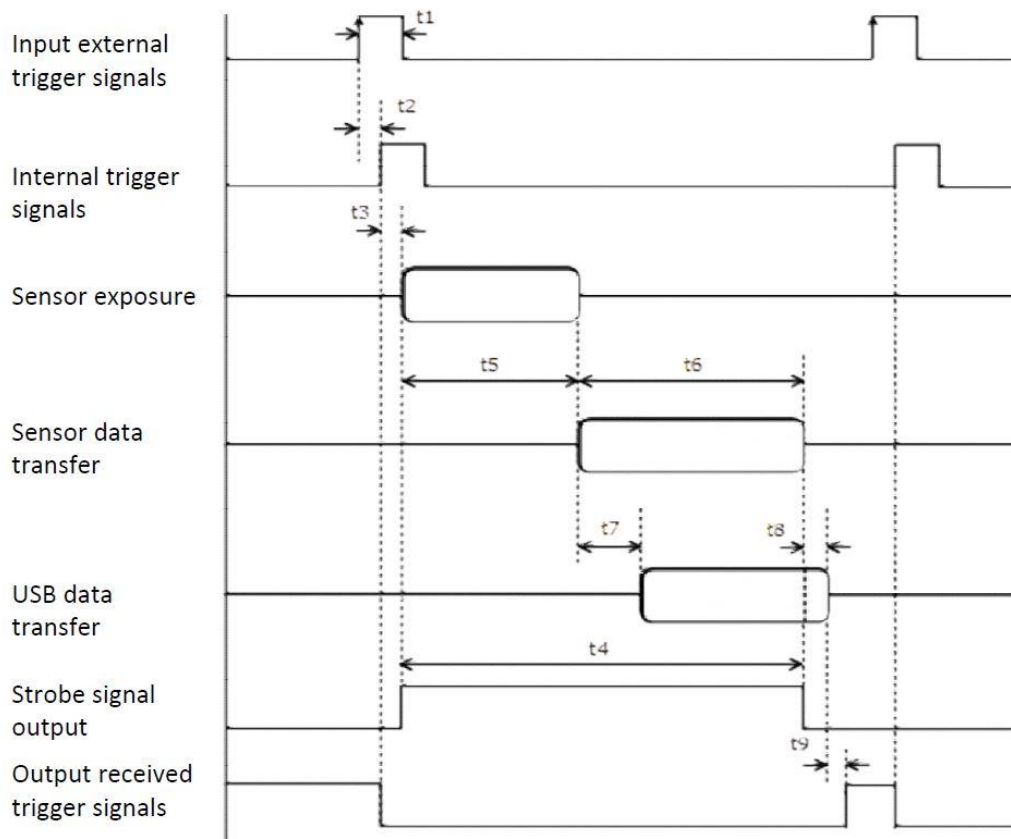 Input external
trigger signals
t1
t2
Internal trigger
signals
t3
Sensor exposure
t5
t6
Sensor data
transfer
t7
t8
USB data
transfer
t4
Strobe signal
output
t9
Output received
trigger signals